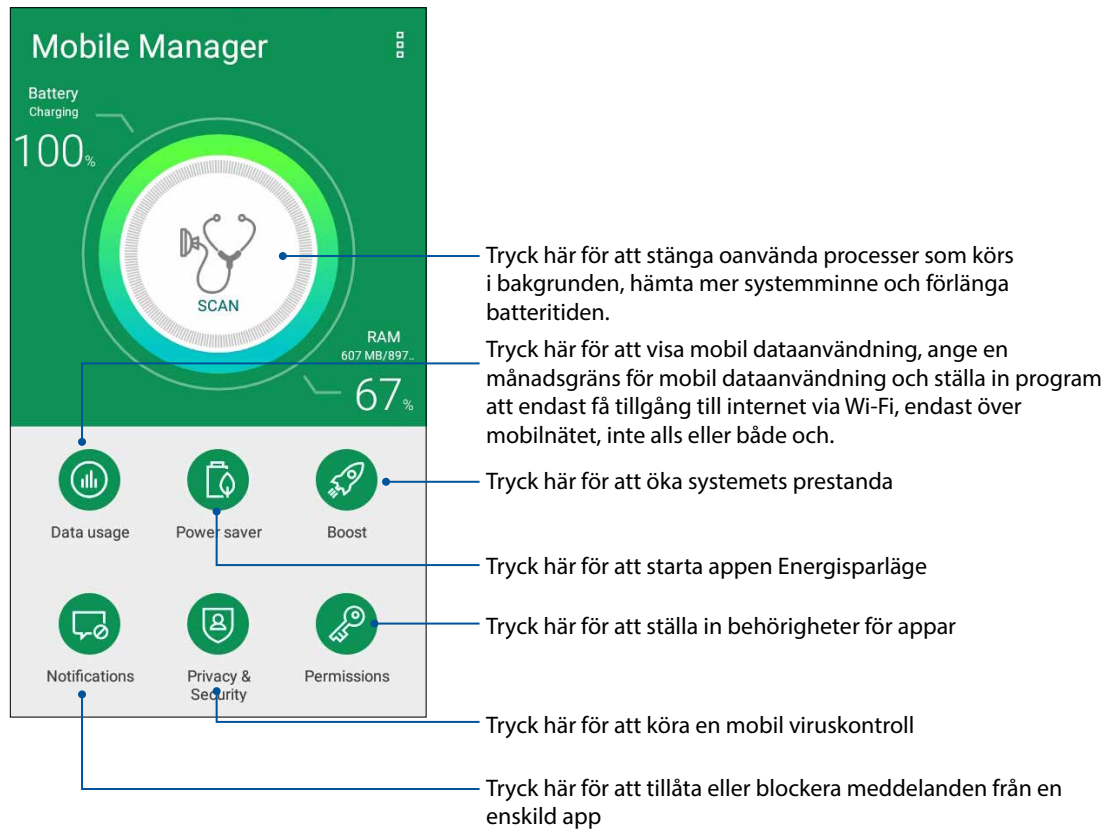 Mobile Manager
Battery
Charging
100%
SCAN
RAM
607 MB/897..
67%
Data usage
Power saver
Boost
Notifications
Privacy &
Security
Permissions
Tryck här för att stänga oanvända processer som körs
i bakgrunden, hämta mer systemminne och förlänga
batteritiden.
Tryck här för att visa mobil dataanvändning, ange en
månadsgräns för mobil dataanvändning och ställa in program
att endast få tillgång till internet via Wi-Fi, endast över
mobilnätet, inte alls eller både och.
Tryck här för att öka systemets prestanda
Tryck här för att starta appen Energisparläge
Tryck här för att ställa in behörigheter för appar
Tryck här för att köra en mobil viruskontroll
Tryck här för att tillåta eller blockera meddelanden från en
enskild app